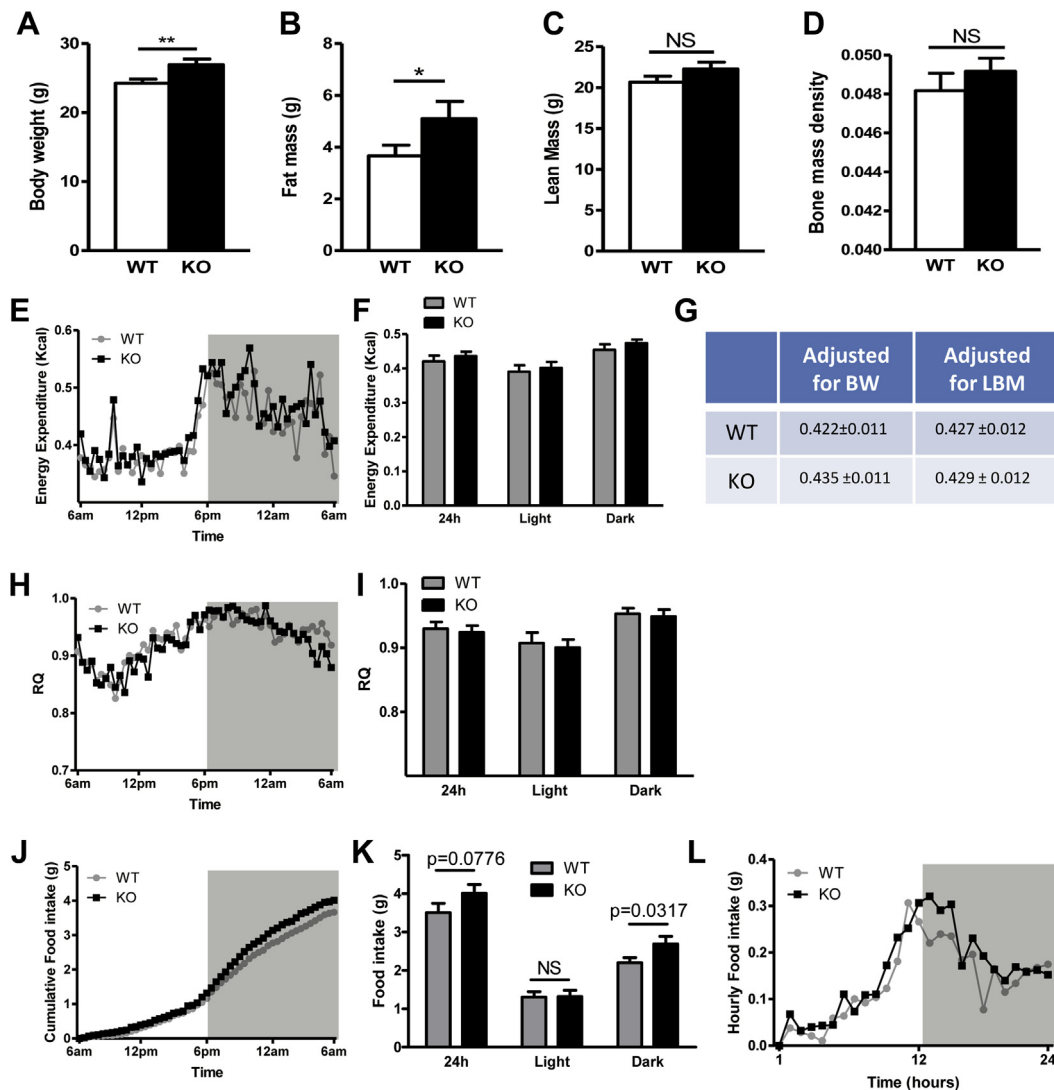 A
Body weight (g)
30
20
10
0
**
WT
KO
B
Fat mass (g)
8
6
4
2
0
*
WT
KO
C
Lean Mass (g)
25
20
15
10
5
0
NS
WT
KO
D
Bone mass density
0.050
0.048
0.046
0.044
0.042
0.040
NS
WT
KO
E
Energy Expenditure (Kcal)
0.6
0.5
0.4
WT
KO
6am
12pm
6pm
12am
6am
Time
F
Energy Expenditure (Kcal)
0.5
0.4
0.3
0.2
0.1
0.0
WT
KO
24h
Light
Dark
G
Adjusted for BW
Adjusted for LBM
WT
0.422±0.011
0.427 ±0.012
KO
0.435 ±0.011
0.429 ± 0.012
H
RQ
1.0
0.9
0.8
0.7
WT
KO
6am
12pm
6pm
12am
6am
Time
I
RQ
1.0
0.9
0.8
WT
KO
24h
Light
Dark
J
Cumulative Food intake (g)
5
4
3
2
1
0
WT
KO
6am
12pm
6pm
12am
6am
Time
K
Food intake (g)
5
4
3
2
1
0
p=0.0776
WT
KO
NS
p=0.0317
24h
Light
Dark
L
Hourly Food intake (g)
0.4
0.3
0.2
0.1
0.0
WT
KO
1
12
24
Time (hours)